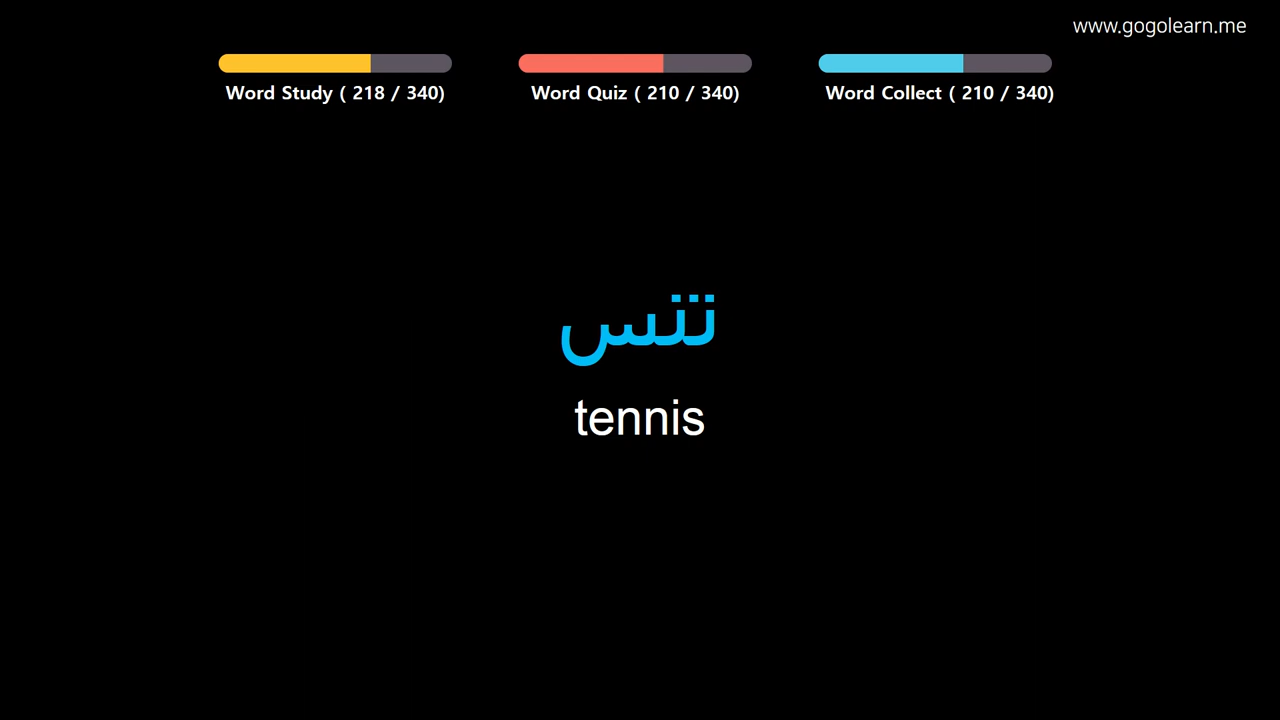 www.gogolearn.me
Word Study ( 218 / 340)
Word Quiz ( 210 / 340)
Word Collect ( 210 / 340)
تنس
tennis